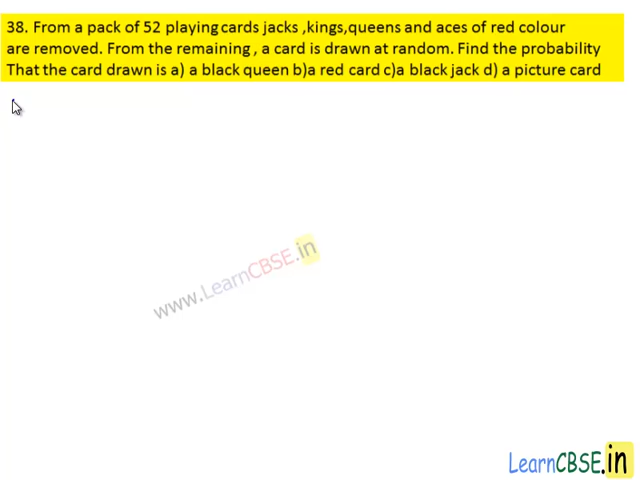 38. From a pack of 52 playing cards jacks ,kings,queens and aces of red colour
are removed. From the remaining , a card is drawn at random. Find the probability
That the card drawn is a) a black queen b)a red card c)a black jack d) a picture card
www.LearnCBSE.in
LearnCBSE.in